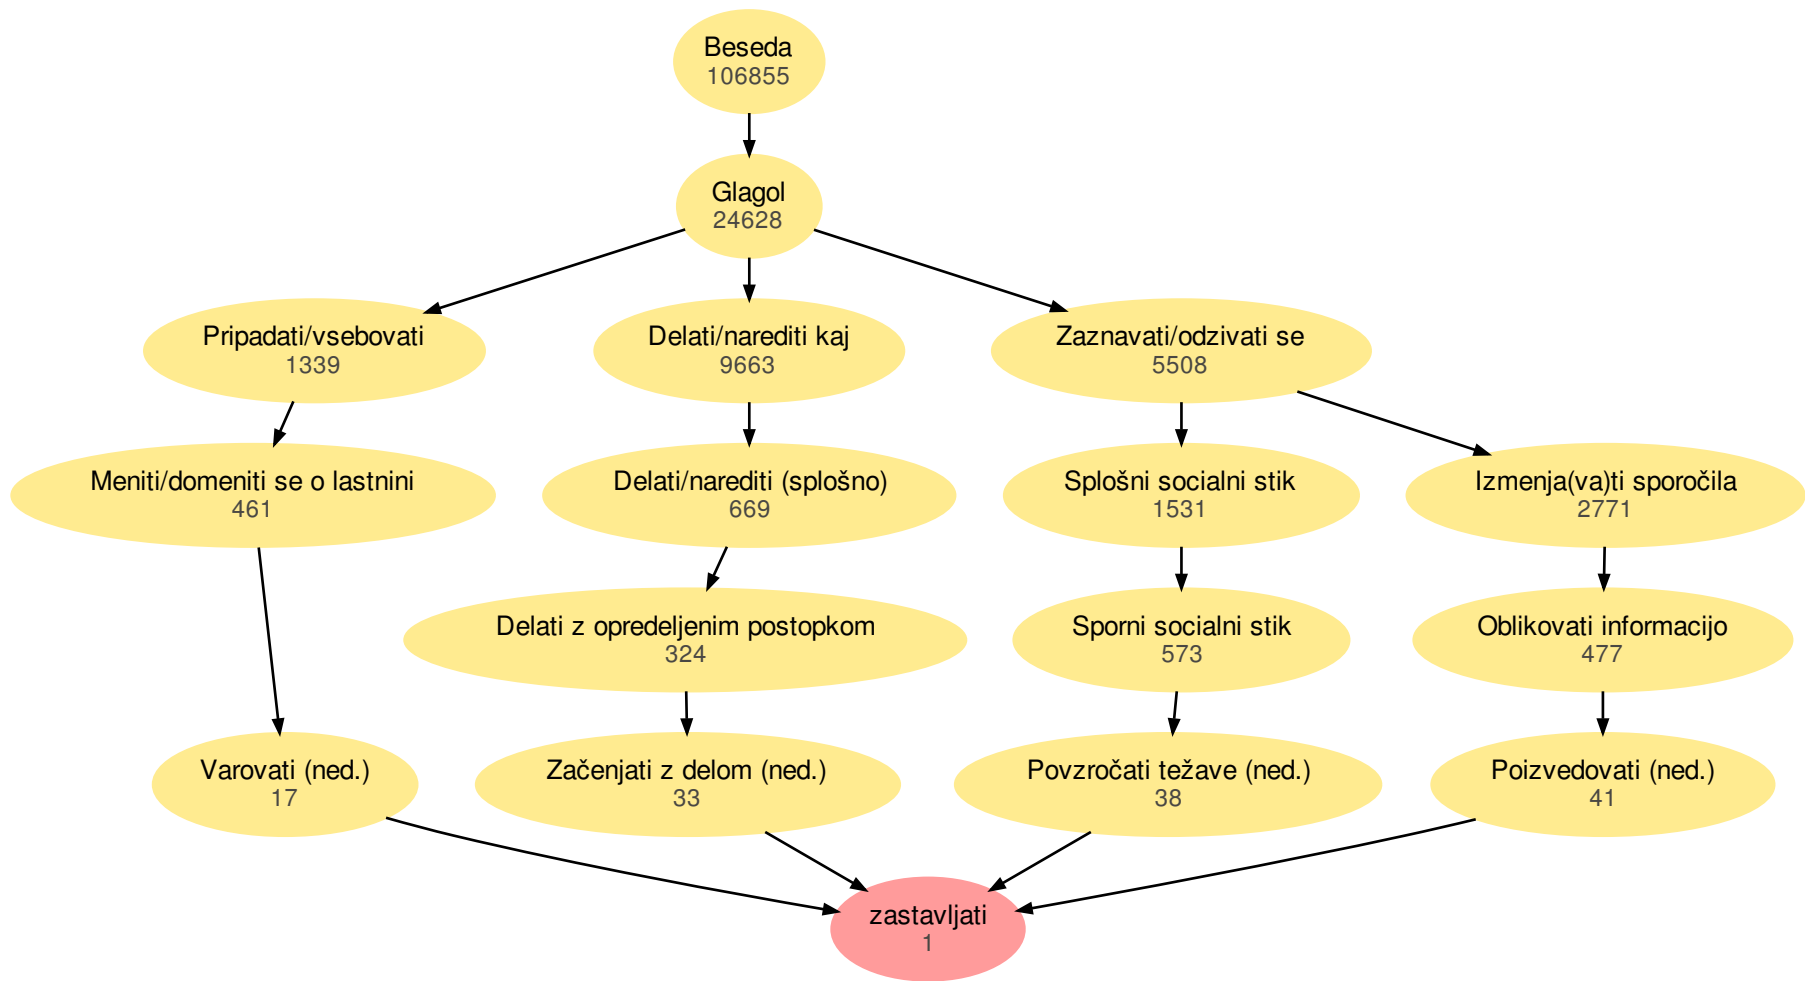 Beseda
106855
Glagol
24628
Pripadati/vsebovati
1339
Delati/narediti kaj
9663
Zaznavati/odzivati se
5508
Meniti/domeniti se o lastnini
461
Delati/narediti (splošno)
669
Splošni socialni stik
1531
Izmenja(va)ti sporočila
2771
Delati z opredeljenim postopkom
324
Sporni socialni stik
573
Oblikovati informacijo
477
Varovati (ned.)
17
Začenjati z delom (ned.)
33
Povzročati težave (ned.)
38
Poizvedovati (ned.)
41
zastavljati
1